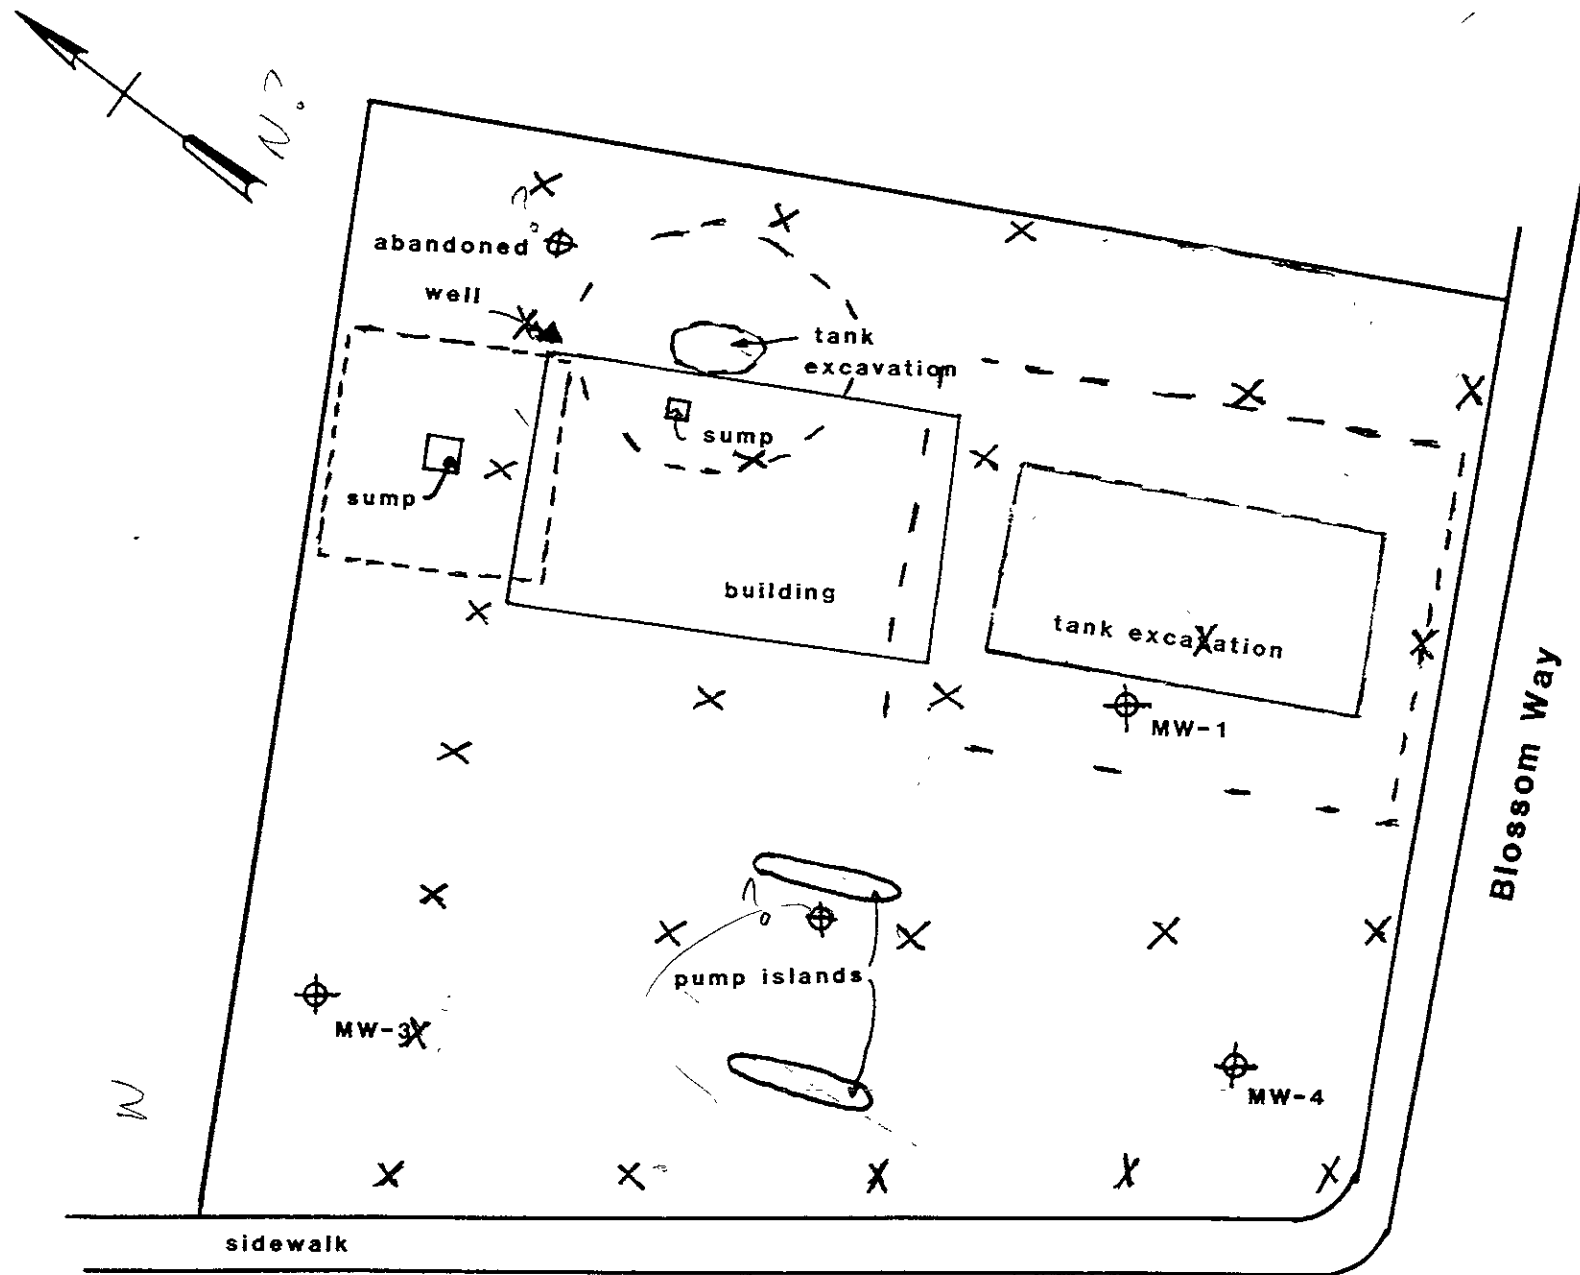 N?
?
abandoned
well
tank
excavation
sump
sump
building
tank excavation
MW-1
Blossom Way
?
pump islands
MW-3
MW-4
sidewalk